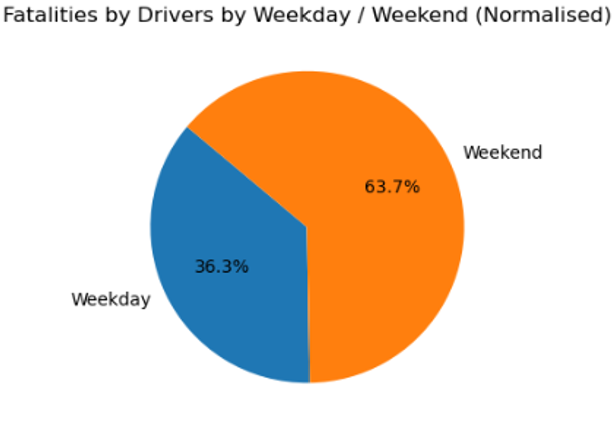 Fatalities by Drivers by Weekday / Weekend (Normalised)
Weekend
63.7%
36.3%
Weekday